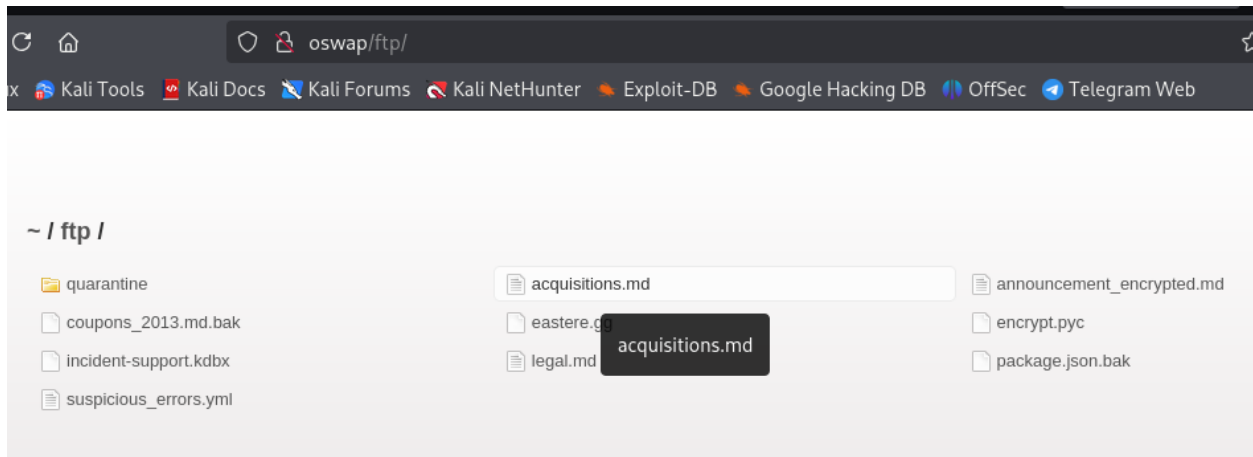 oswap/ftp/
ux Kali Tools Kali Docs Kali Forums Kali NetHunter Exploit-DB Google Hacking DB OffSec Telegram Web
~ / ftp /
quarantine acquisitions.md announcement_encrypted.md
coupons_2013.md.bak eastere.gg encrypt.pyc
acquisitions.md
incident-support.kdbx legal.md package.json.bak
suspicious_errors.yml